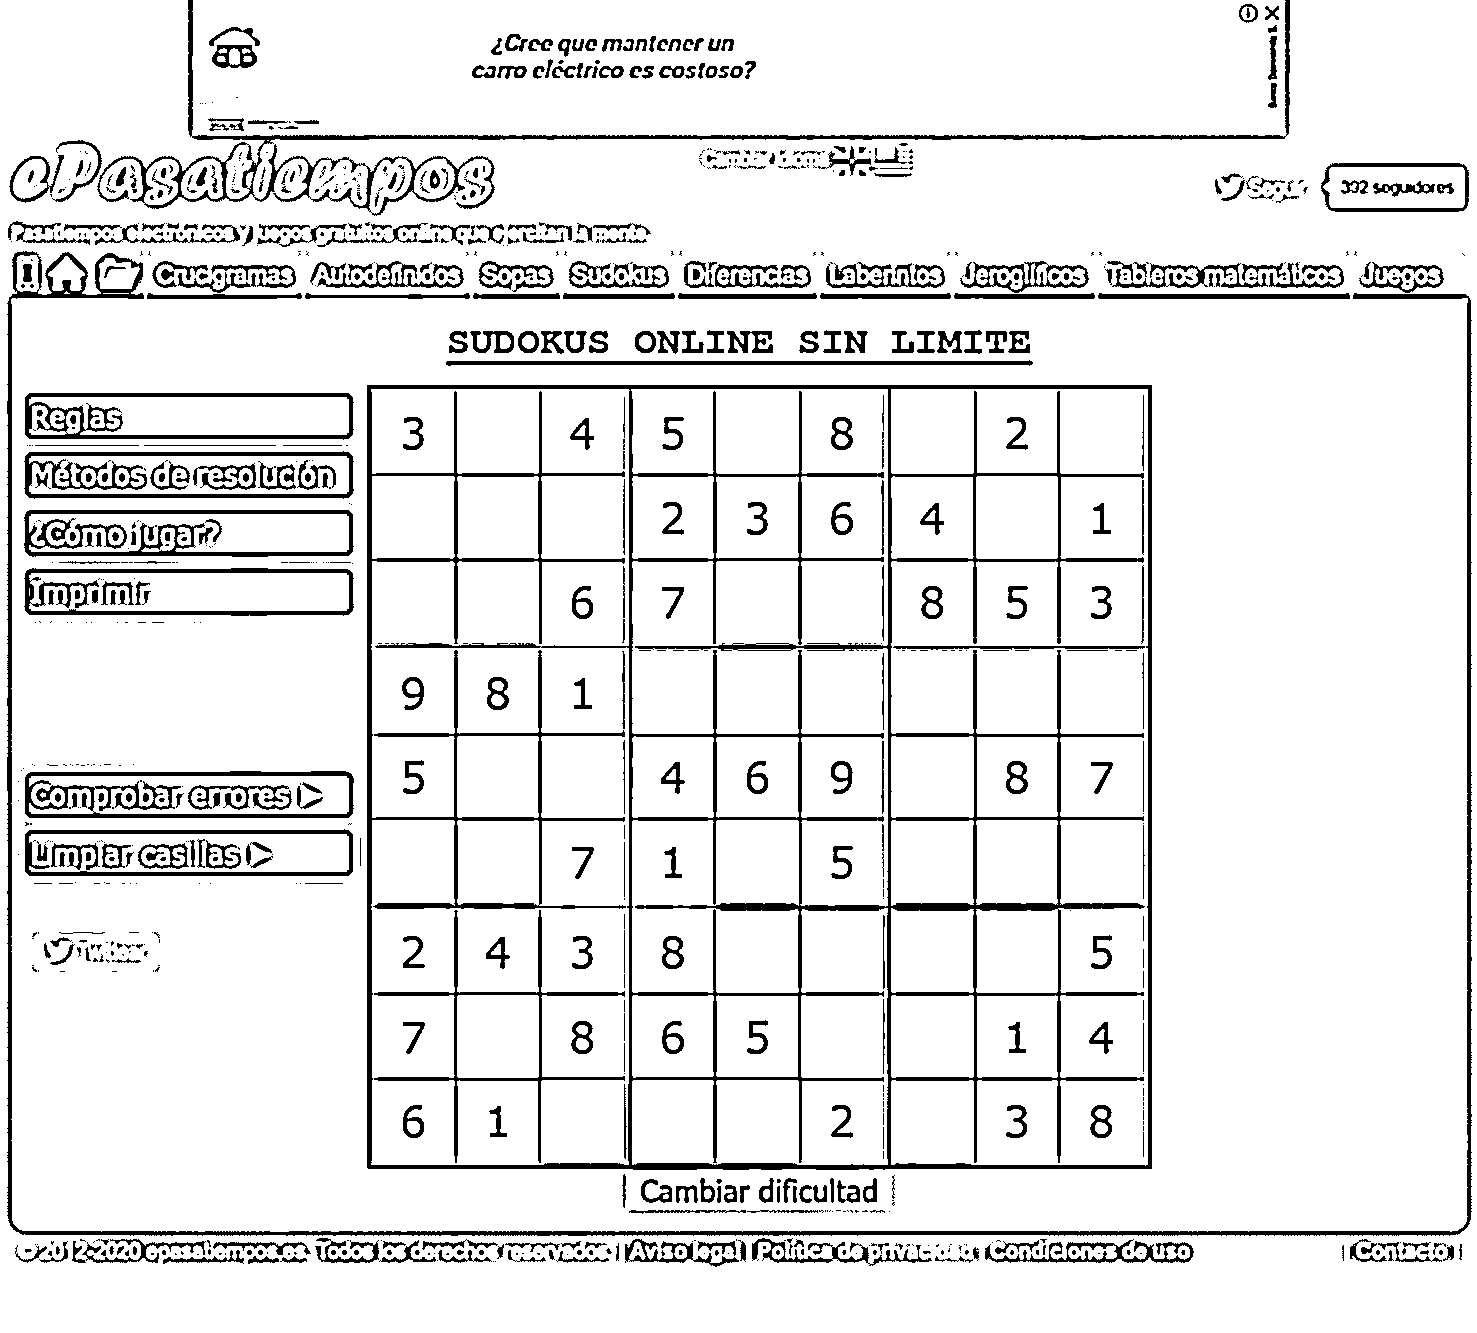 ¿Cree que mantener un
carro eléctrico es costoso?
ePasatiempos
Cambiar idioma
Seguir 392 seguidores
Pasatiempos electrónicos y juegos gratuitos online que ejercitan la mente
Crucigramas Autodefinidos Sopas Sudokus Diferencias Laberintos Jeroglíficos Tableros matemáticos Juegos
SUDOKUS ONLINE SIN LIMITE
Reglas
Métodos de resolución
¿Cómo jugar?
Imprimir
Comprobar errores >
Limpiar casillas >
Twittear
3 4 5 8 2
2 3 6 4 1
6 7 8 5 3
9 8 1
5 4 6 9 8 7
7 1 5
2 4 3 8 5
7 8 6 5 1 4
6 1 2 3 8
Cambiar dificultad
© 2012-2020 epasatiempos.es. Todos los derechos reservados. | Aviso legal | Política de privacidad | Condiciones de uso | Contacto |